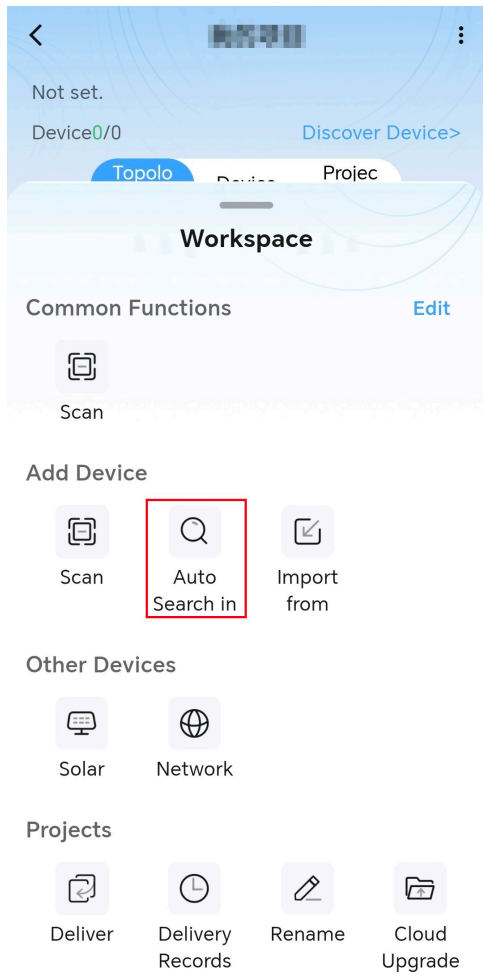 Not set.
Device0/0 Discover Device>
Topolo Device Projec
Workspace
Common Functions Edit
Scan
Add Device
Scan Auto Search in Import from
Other Devices
Solar Network
Projects
Deliver Delivery Records Rename Cloud Upgrade